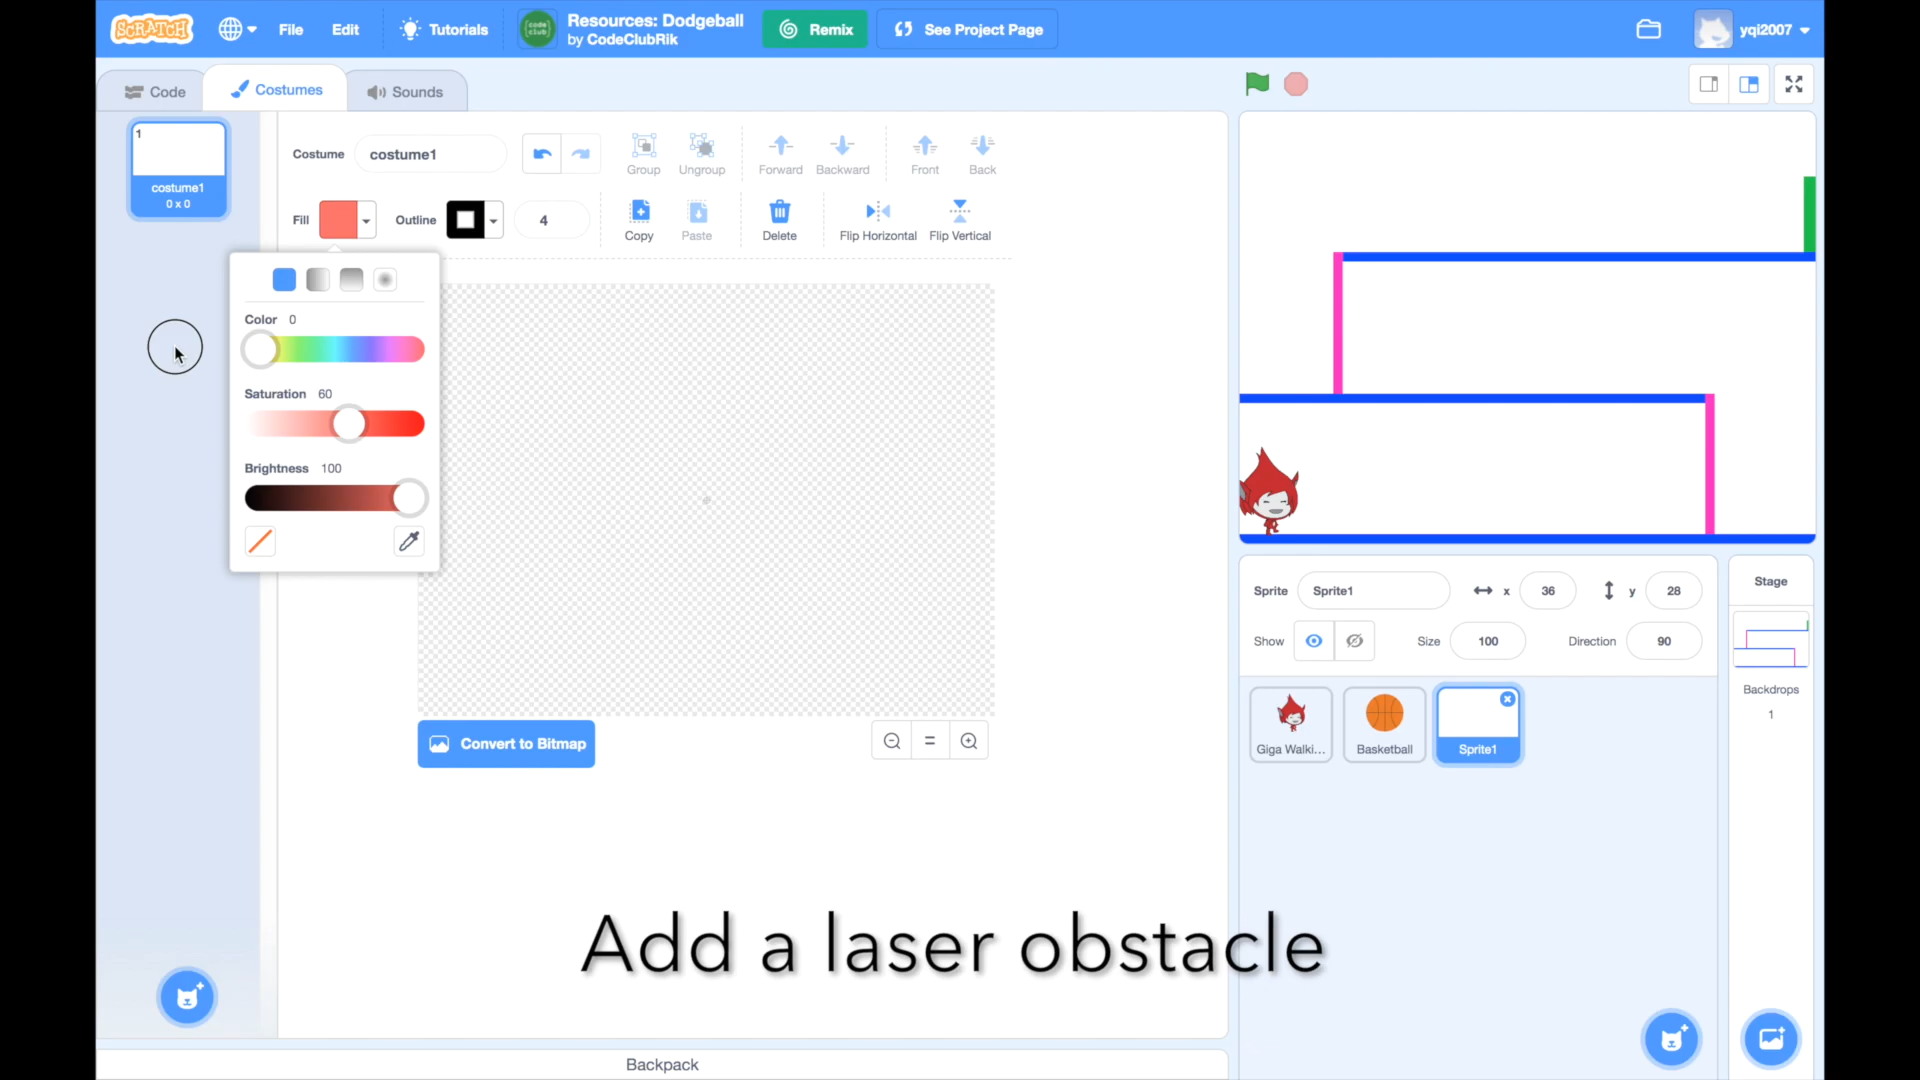 SCRATCH
File
Edit
Tutorials
code club
Resources: Dodgeball
by CodeClubRik
Remix
See Project Page
yqi2007
Code
Costumes
Sounds
1
costume1
0 x 0
Costume
costume1
Group
Ungroup
Forward
Backward
Front
Back
Fill
Outline
4
Copy
Paste
Delete
Flip Horizontal
Flip Vertical
Color 0
Saturation 60
Brightness 100
Convert to Bitmap
Sprite
Sprite1
x
36
y
28
Show
Size
100
Direction
90
Giga Walki...
Basketball
Sprite1
Stage
Backdrops
1
Add a laser obstacle
Backpack